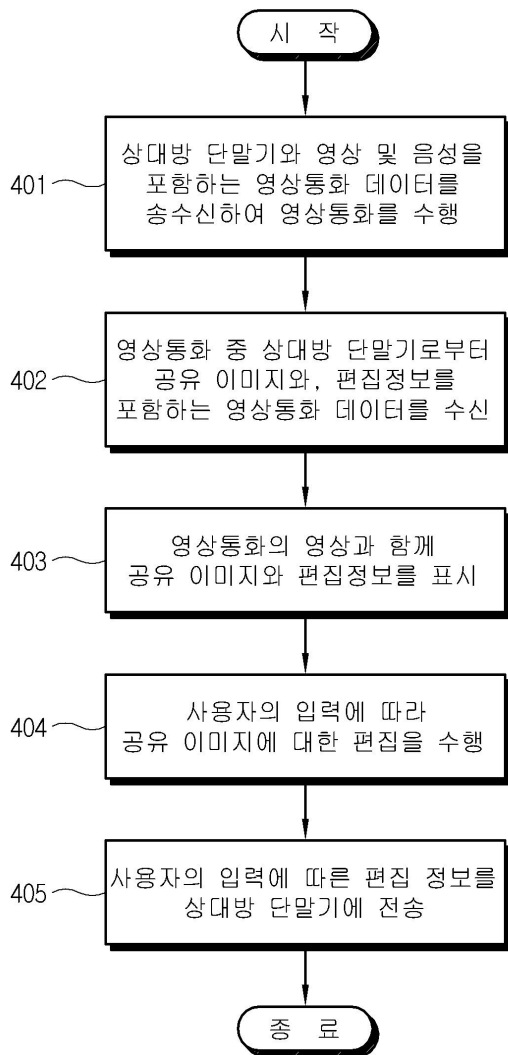 시 작
401
상대방 단말기와 영상 및 음성을
포함하는 영상통화 데이터를
송수신하여 영상통화를 수행
402
영상통화 중 상대방 단말기로부터
공유 이미지와, 편집정보를
포함하는 영상통화 데이터를 수신
403
영상통화의 영상과 함께
공유 이미지와 편집정보를 표시
404
사용자의 입력에 따라
공유 이미지에 대한 편집을 수행
405
사용자의 입력에 따른 편집 정보를
상대방 단말기에 전송
종 료